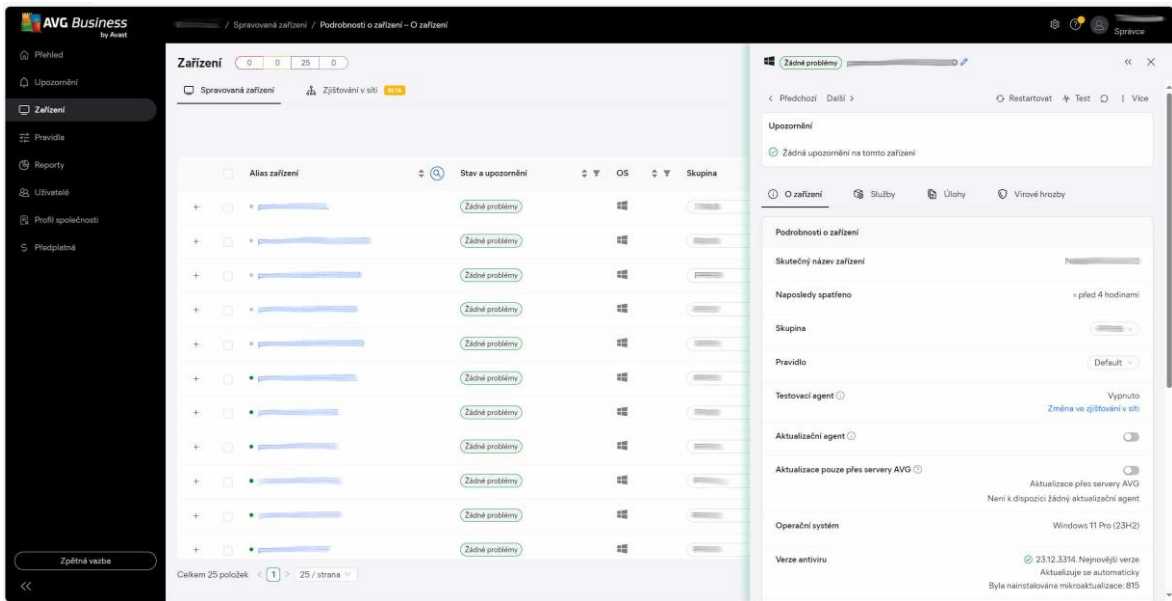 AVG Business
by Avast
/ Spravovaná zařízení / Podrobnosti o zařízení – O zařízení
Správce
Přehled
Upozornění
Zařízení
Pravidla
Reporty
Uživatelé
Profil společnosti
Předplatná
Zpětná vazba
Zařízení 0 0 25 0
Spravovaná zařízení Zjišťování v síti BETA
Alias zařízení Stav a upozornění OS Skupina
Žádné problémy
Žádné problémy
Žádné problémy
Žádné problémy
Žádné problémy
Žádné problémy
Žádné problémy
Žádné problémy
Žádné problémy
Žádné problémy
Žádné problémy
Celkem 25 položek < 1 > 25 / strana
Žádné problémy
< Předchozí Další > Restartovat Test Více
Upozornění
Žádná upozornění na tomto zařízení
O zařízení Služby Úlohy Virové hrozby
Podrobnosti o zařízení
Skutečný název zařízení
Naposledy spatřeno před 4 hodinami
Skupina
Pravidlo Default
Testovací agent Vypnuto
Změna ve zjišťování v síti
Aktualizační agent
Aktualizace pouze přes servery AVG
Aktualizace přes servery AVG
Není k dispozici žádný aktualizační agent
Operační systém Windows 11 Pro (23H2)
Verze antiviru 23.12.3314. Nejnovější verze
Aktualizuje se automaticky
Byla nainstalována mikroaktualizace: 815